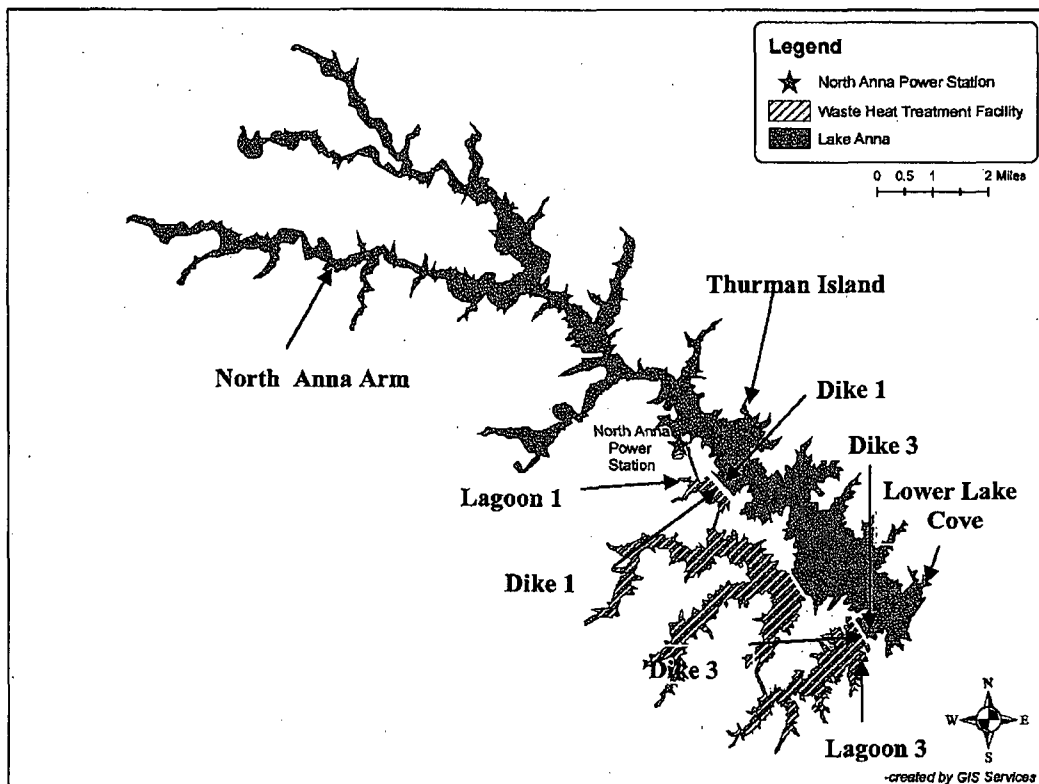 Legend
North Anna Power Station
Waste Heat Treatment Facility
Lake Anna
0 0.5 1 2 Miles
Thurman Island
North Anna Arm
Dike 1
North Anna
Power
Station
Dike 3
Lagoon 1
Lower Lake
Cove
Dike 1
Dike 3
Lagoon 3
N
W E
S
-created by GIS Services